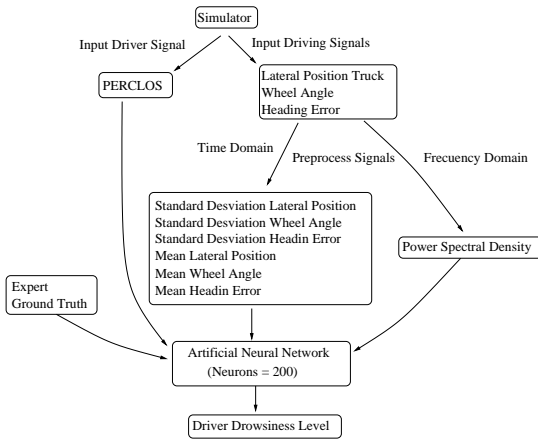 Simulator
Input Driver Signal
Input Driving Signals
PERCLOS
Lateral Position Truck
Wheel Angle
Heading Error
Time Domain
Preprocess Signals
Frecuency Domain
Standard Desviation Lateral Position
Standard Desviation Wheel Angle
Standard Desviation Headin Error
Mean Lateral Position
Mean Wheel Angle
Mean Headin Error
Power Spectral Density
Expert
Ground Truth
Artificial Neural Network
(Neurons = 200)
Driver Drowsiness Level